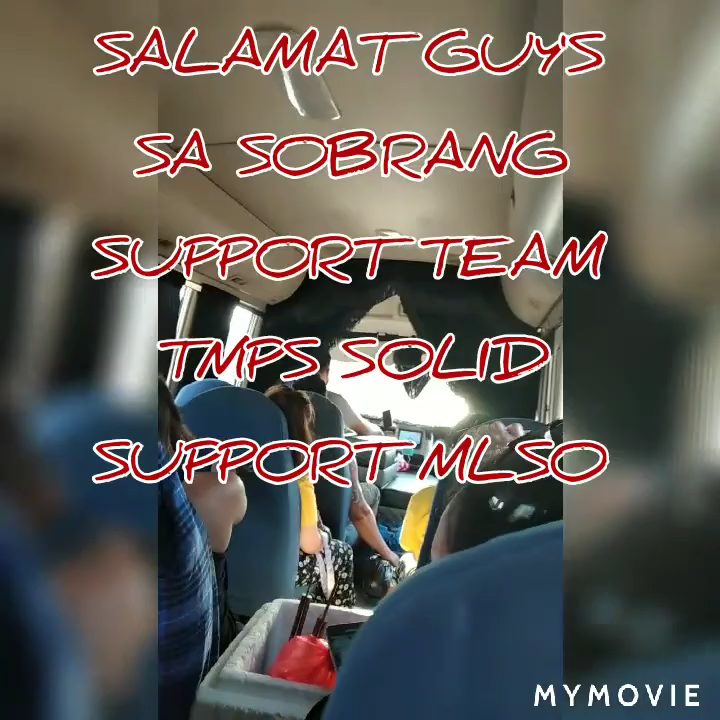 SALAMAT GUY'S
SA SOBRANG
SUPPORT TEAM
TMPS SOLID
SUPPORT MLSO
MYMOVIE